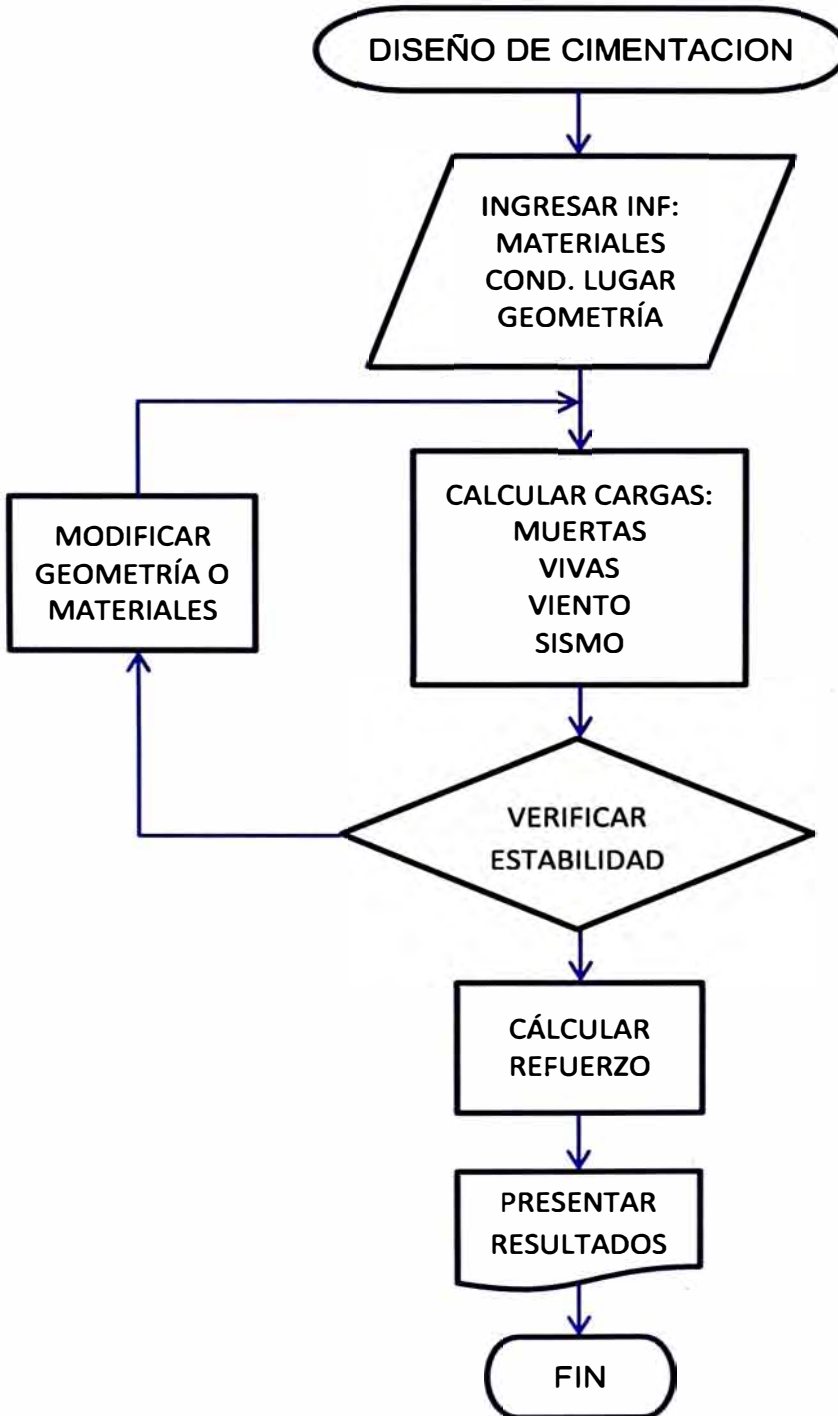 DISEÑO DE CIMENTACION
INGRESAR INF:
MATERIALES
COND. LUGAR
GEOMETRÍA
CALCULAR CARGAS:
MUERTAS
VIVAS
VIENTO
SISMO
MODIFICAR
GEOMETRÍA O
MATERIALES
VERIFICAR
ESTABILIDAD
CÁLCULAR
REFUERZO
PRESENTAR
RESULTADOS
FIN